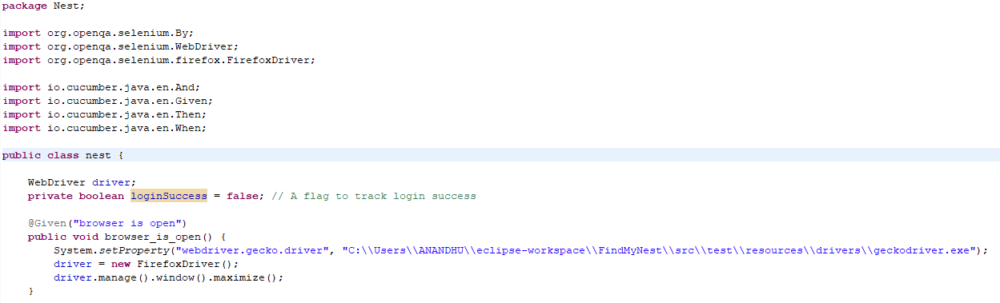 package Nest;
import org.openqa.selenium.By;
import org.openqa.selenium.WebDriver;
import org.openqa.selenium.firefox.FirefoxDriver;
import io.cucumber.java.en.And;
import io.cucumber.java.en.Given;
import io.cucumber.java.en.Then;
import io.cucumber.java.en.When;
public class nest {
WebDriver driver;
private boolean loginSuccess = false; // A flag to track login success
@Given("browser is open")
public void browser_is_open() {
System.setProperty("webdriver.gecko.driver", "C:\\Users\\ANANDHU\\eclipse-workspace\\FindMyNest\\src\\test\\resources\\drivers\\geckodriver.exe");
driver = new FirefoxDriver();
driver.manage().window().maximize();
}